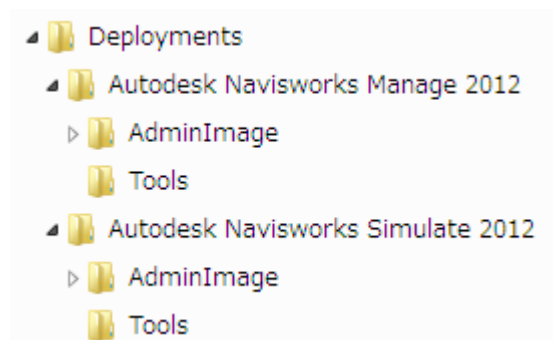 Deployments
Autodesk Navisworks Manage 2012
AdminImage
Tools
Autodesk Navisworks Simulate 2012
AdminImage
Tools